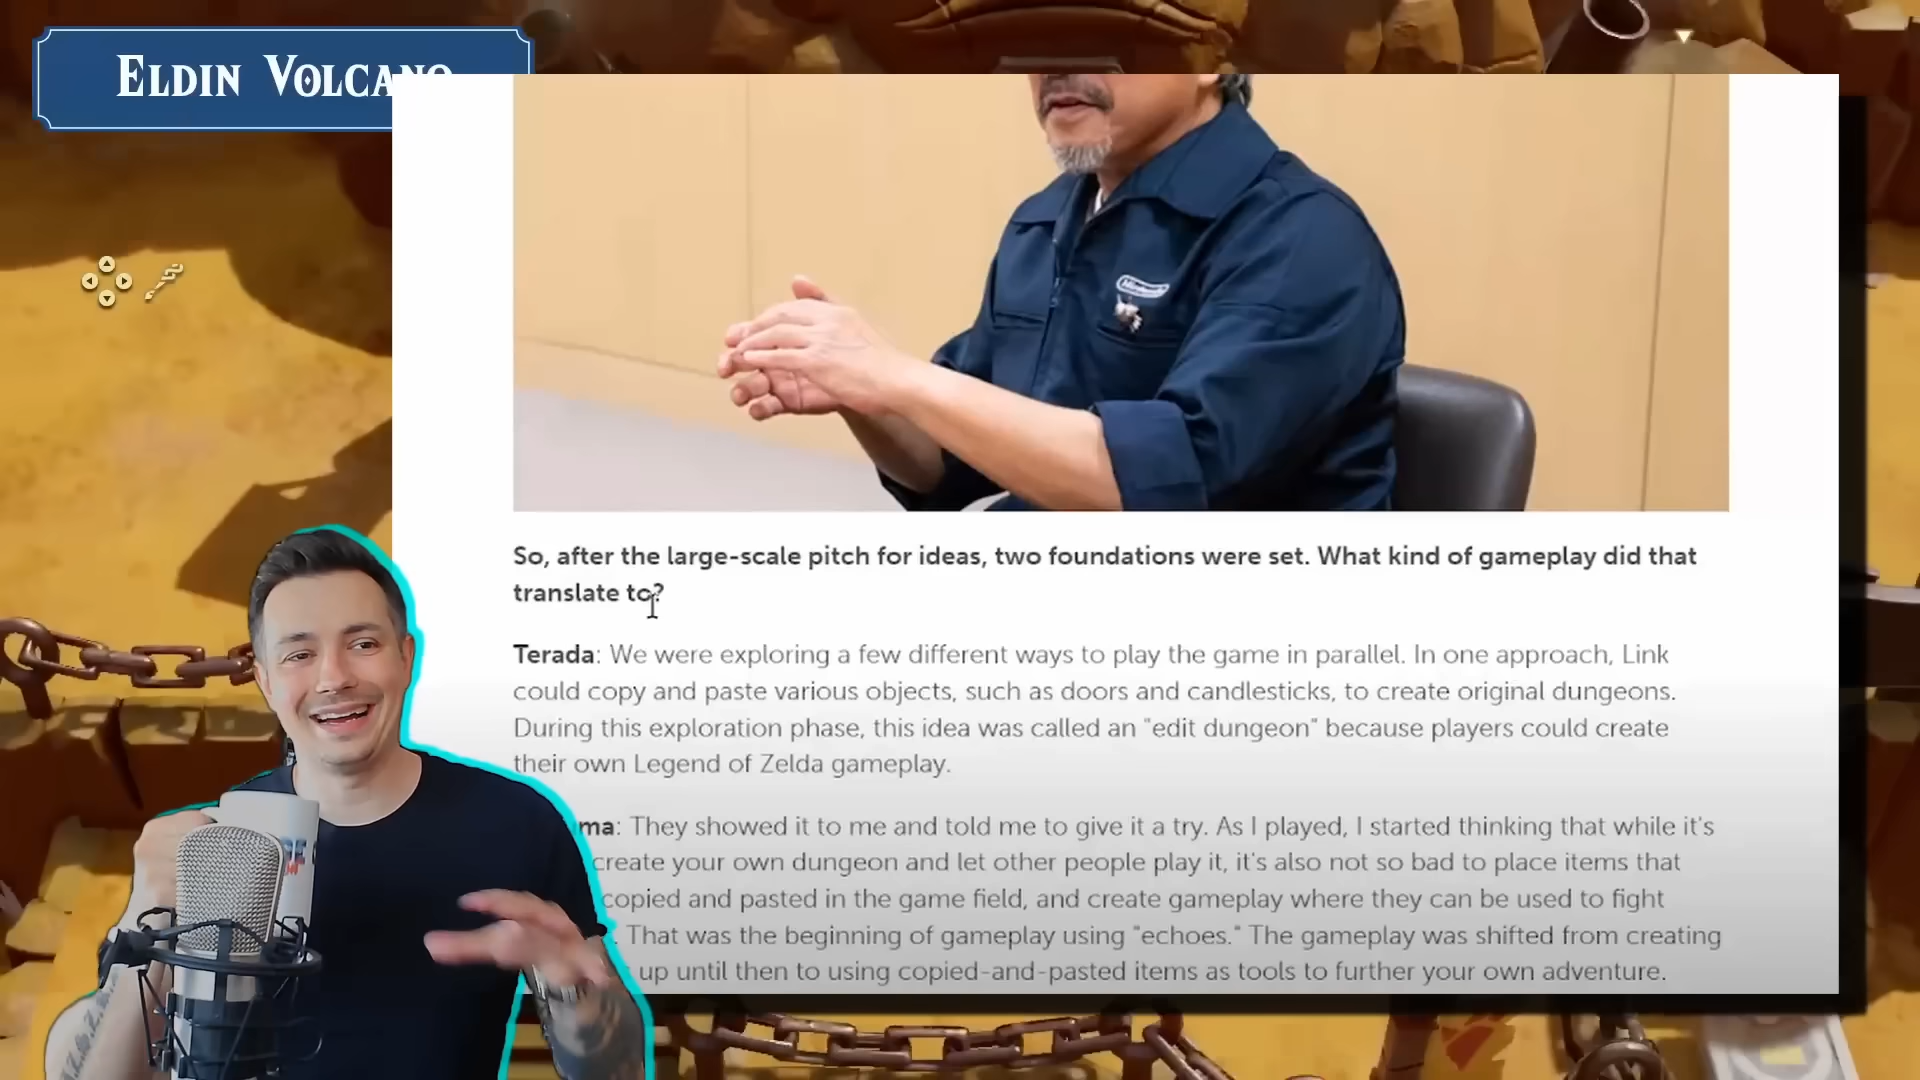 Eldin Volcano
Nintendo
So, after the large-scale pitch for ideas, two foundations were set. What kind of gameplay did that
translate to?
Terada: We were exploring a few different ways to play the game in parallel. In one approach, Link
could copy and paste various objects, such as doors and candlesticks, to create original dungeons.
During this exploration phase, this idea was called an "edit dungeon" because players could create
their own Legend of Zelda gameplay.
ma: They showed it to me and told me to give it a try. As I played, I started thinking that while it's
create your own dungeon and let other people play it, it's also not so bad to place items that
copied and pasted in the game field, and create gameplay where they can be used to fight
. That was the beginning of gameplay using "echoes." The gameplay was shifted from creating
up until then to using copied-and-pasted items as tools to further your own adventure.